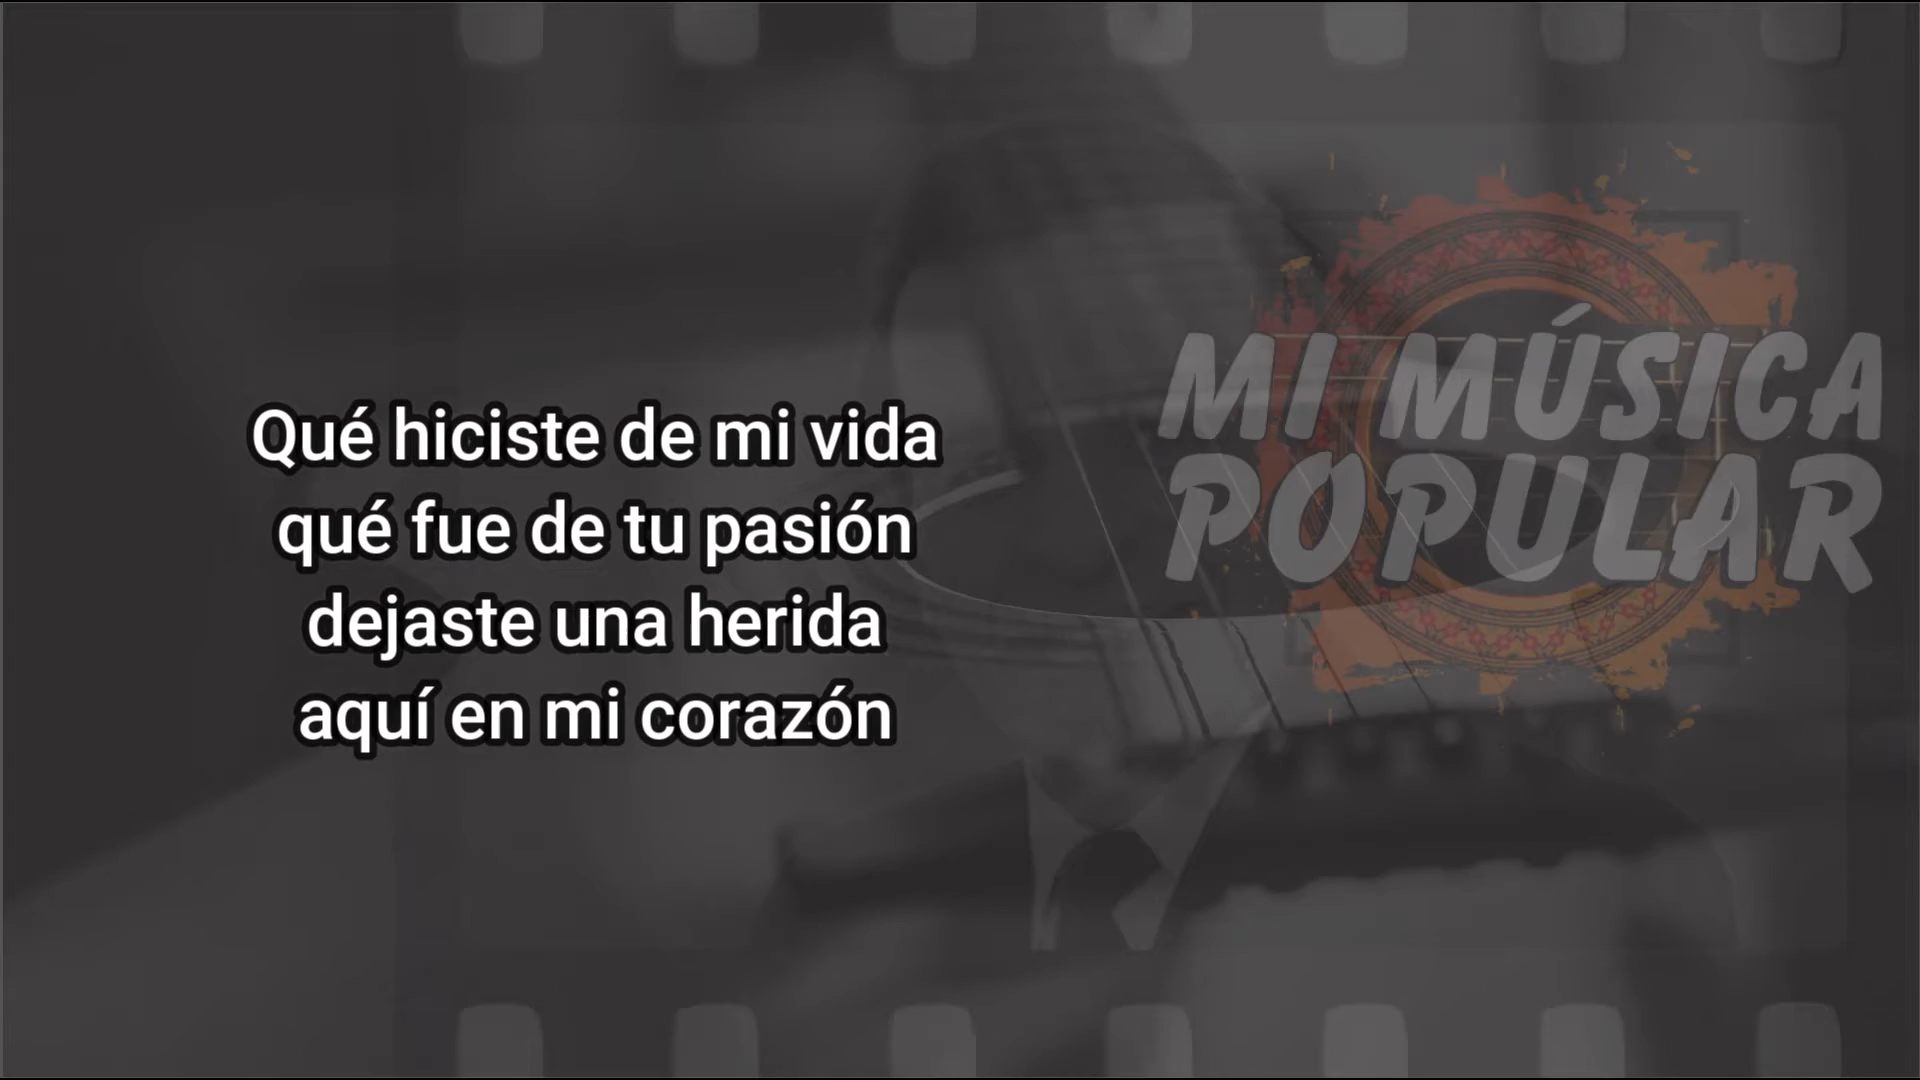 Qué hiciste de mi vida
qué fue de tu pasión
dejaste una herida
aquí en mi corazón
MI MÚSICA
POPULAR